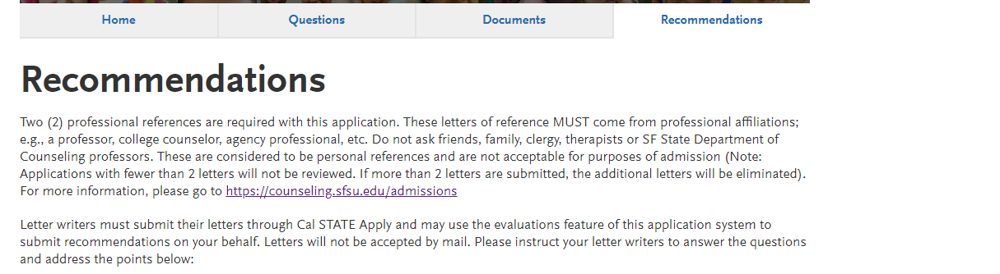 Home Questions Documents Recommendations
Recommendations
Two (2) professional references are required with this application. These letters of reference MUST come from professional affiliations;
e.g., a professor, college counselor, agency professional, etc. Do not ask friends, family, clergy, therapists or SF State Department of
Counseling professors. These are considered to be personal references and are not acceptable for purposes of admission (Note:
Applications with fewer than 2 letters will not be reviewed. If more than 2 letters are submitted, the additional letters will be eliminated).
For more information, please go to https://counseling.sfsu.edu/admissions
Letter writers must submit their letters through Cal STATE Apply and may use the evaluations feature of this application system to
submit recommendations on your behalf. Letters will not be accepted by mail. Please instruct your letter writers to answer the questions
and address the points below: